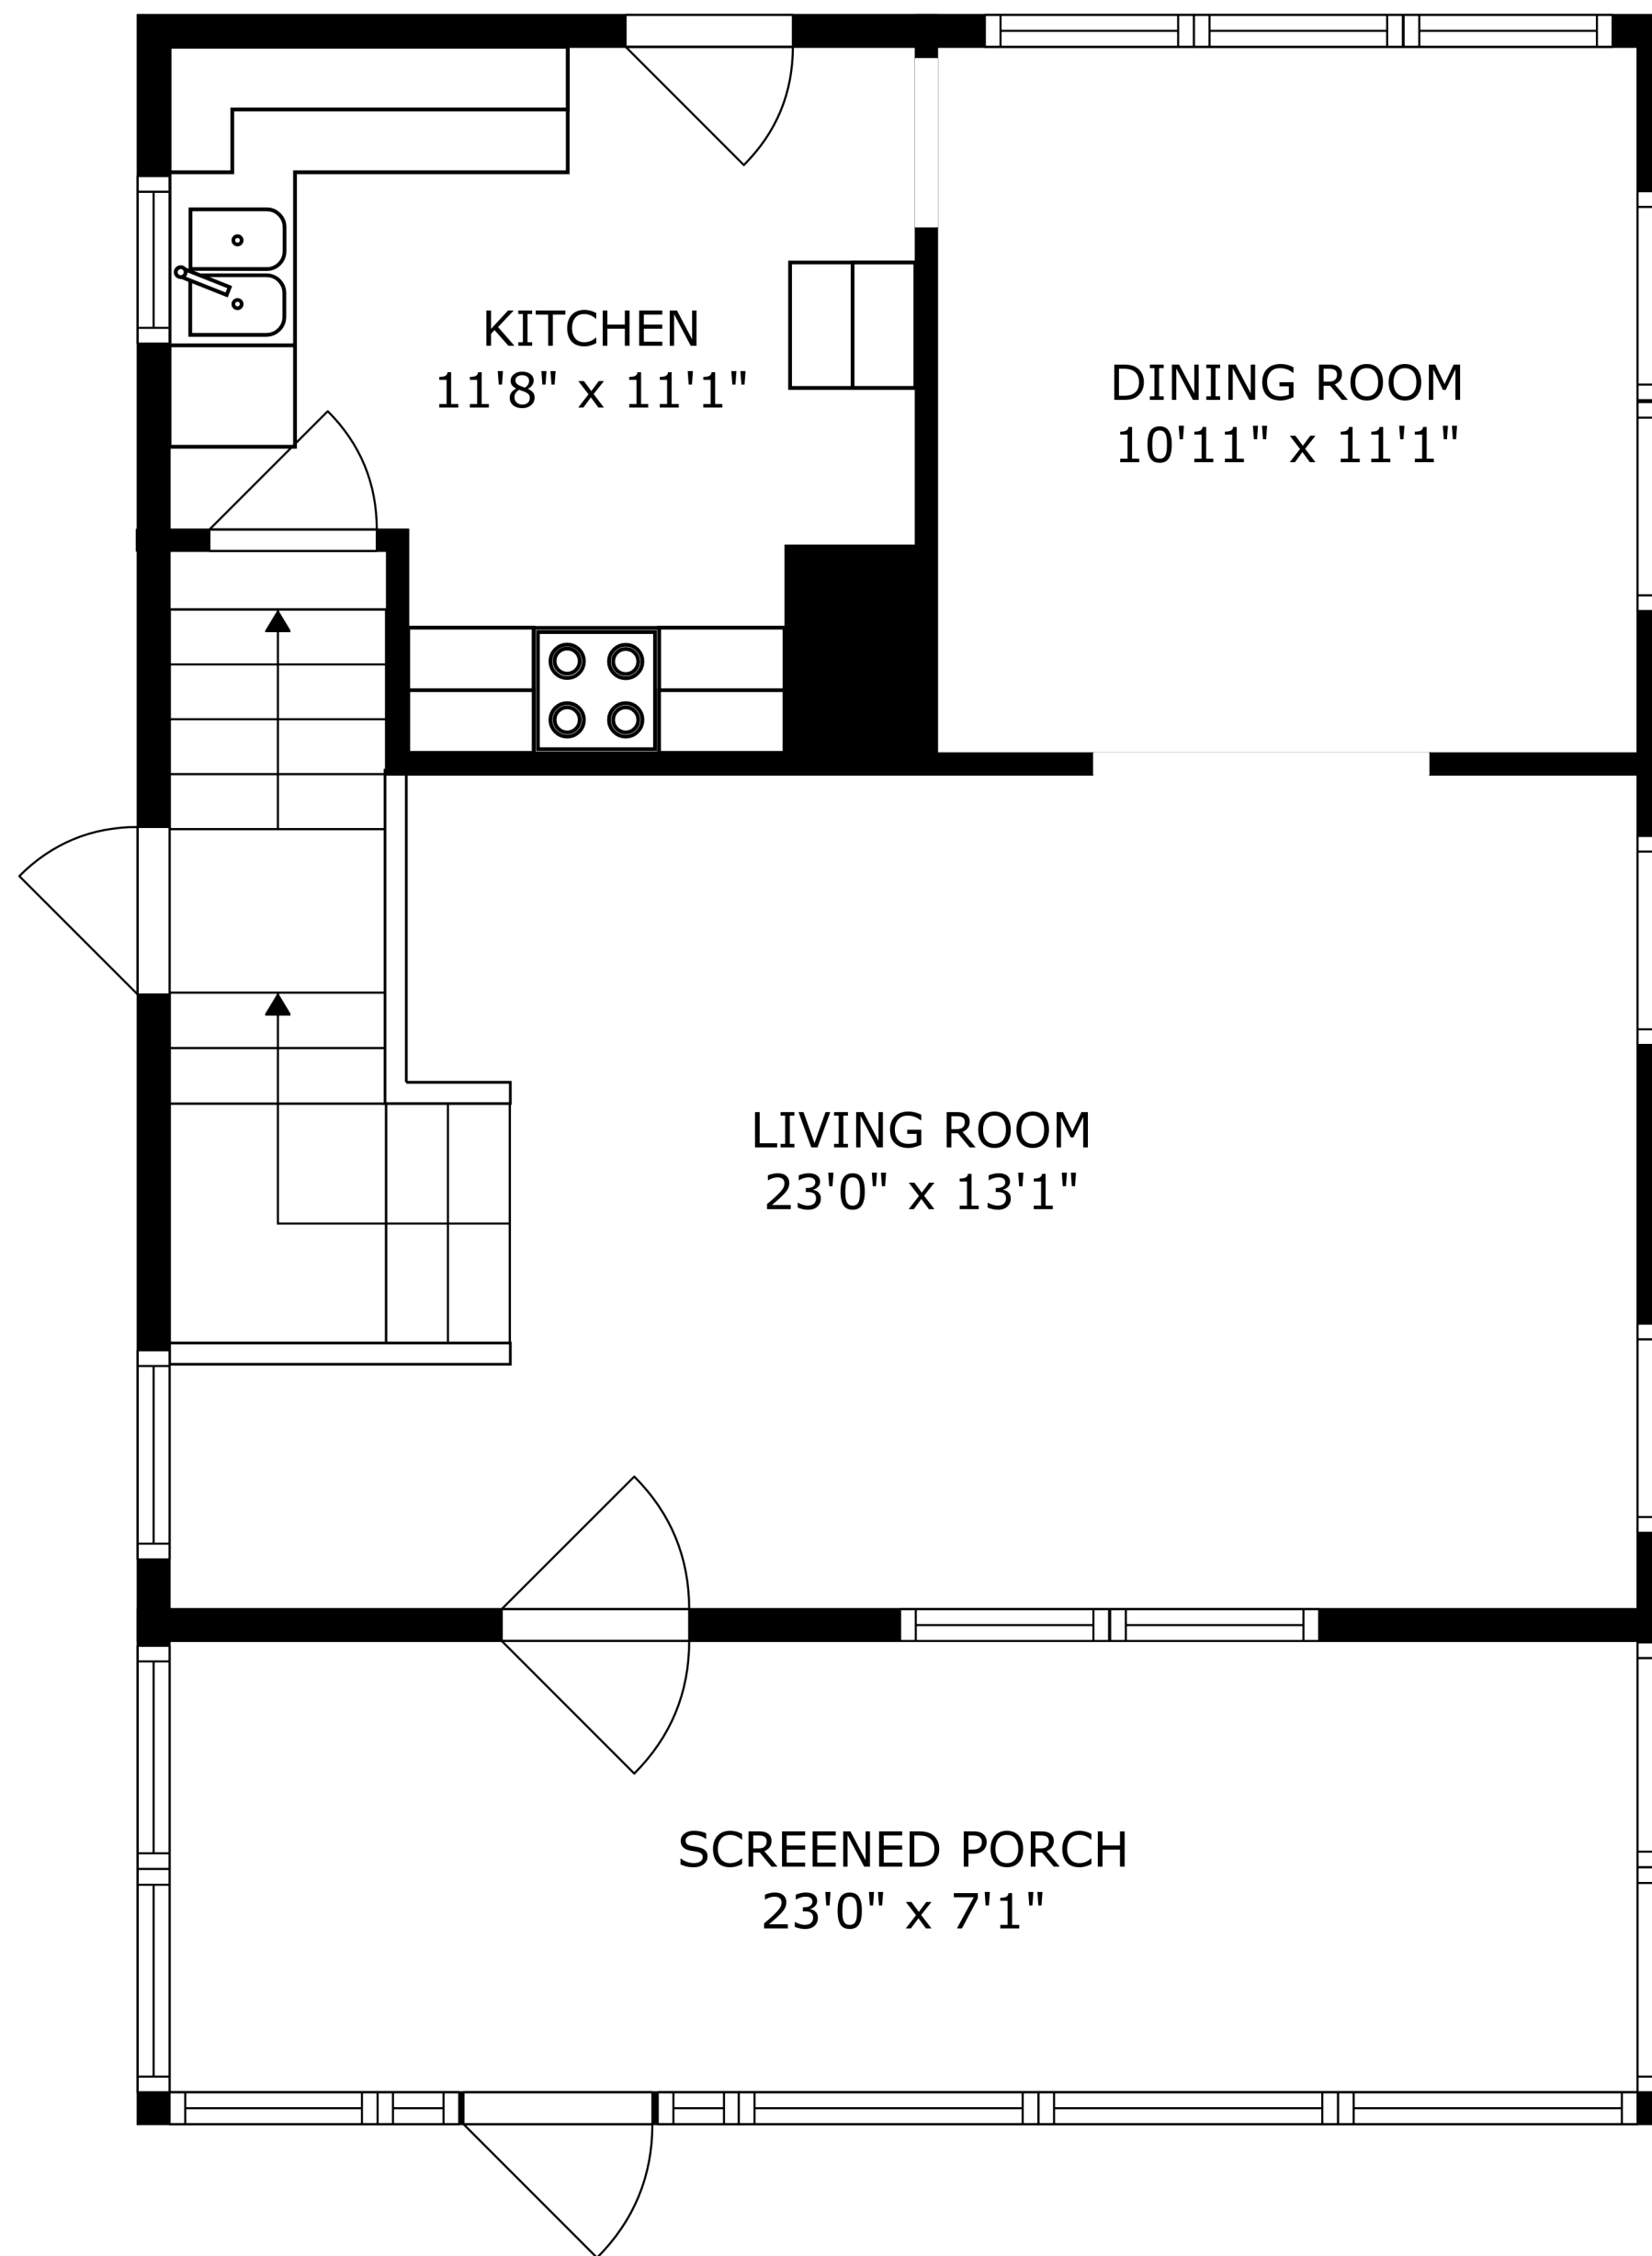 KITCHEN
11'8" x 11'1"
DINING ROOM
10'11" x 11'1"
LIVING ROOM
23'0" x 13'1"
SCREENED PORCH
23'0" x 7'1"